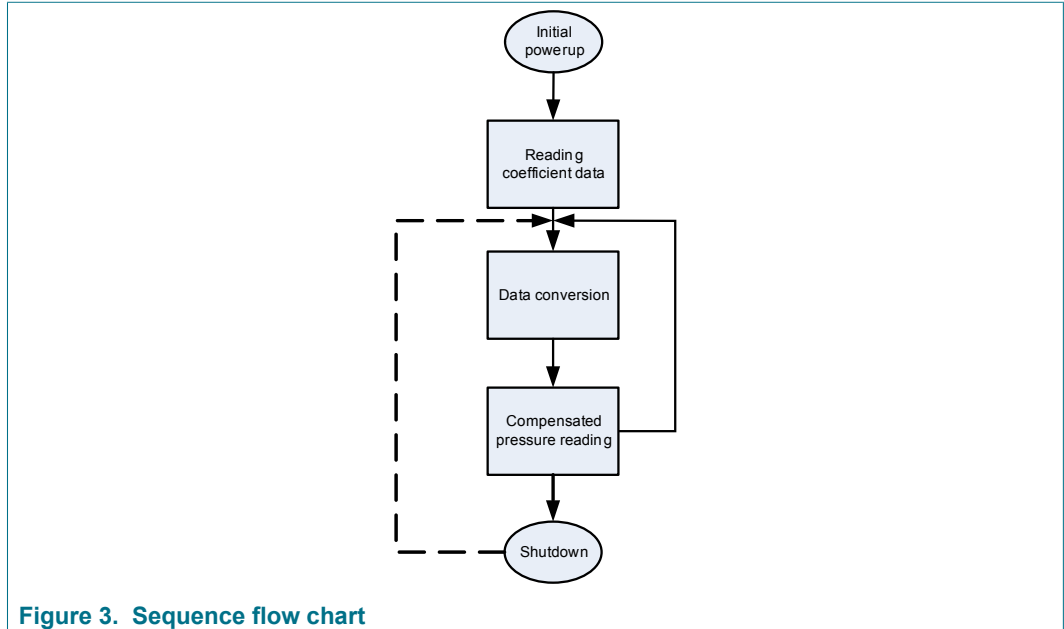 Initial
powerup
Reading
coefficient data
Data conversion
Compensated
pressure reading
Shutdown
Figure 3. Sequence flow chart